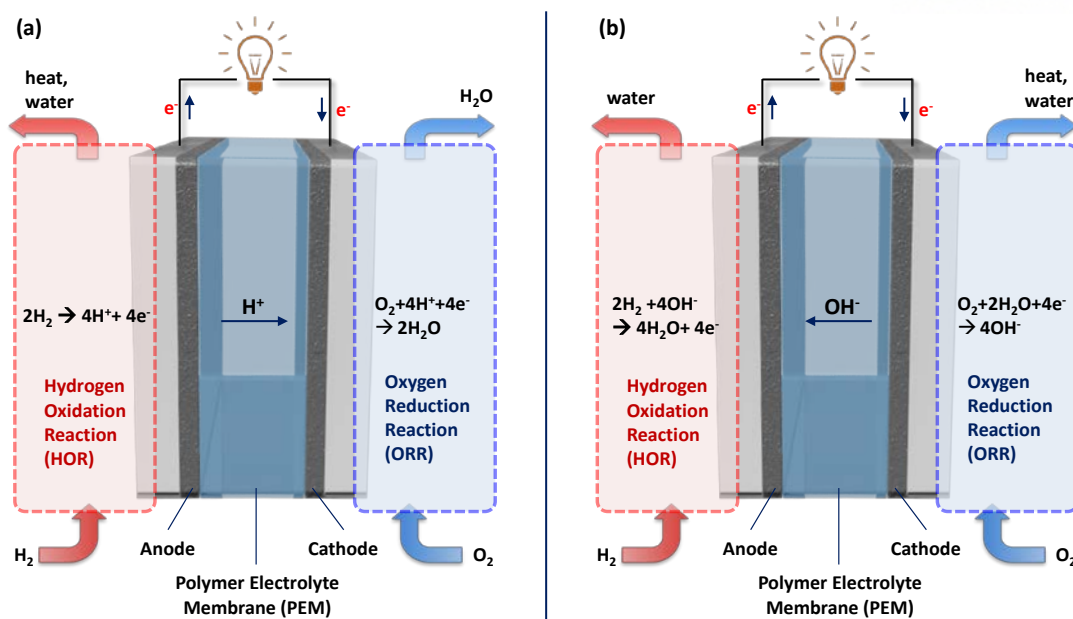 (a)
heat,
water
e⁻
e⁻
H₂O
2H₂ → 4H⁺+ 4e⁻
H⁺
O₂+4H⁺+4e⁻
→ 2H₂O
Hydrogen
Oxidation
Reaction
(HOR)
Oxygen
Reduction
Reaction
(ORR)
H₂
Anode
Cathode
O₂
Polymer Electrolyte
Membrane (PEM)
(b)
water
e⁻
e⁻
heat,
water
2H₂ +4OH⁻
→ 4H₂O+ 4e⁻
OH⁻
O₂+2H₂O+4e⁻
→ 4OH⁻
Hydrogen
Oxidation
Reaction
(HOR)
Oxygen
Reduction
Reaction
(ORR)
H₂
Anode
Cathode
O₂
Polymer Electrolyte
Membrane (PEM)